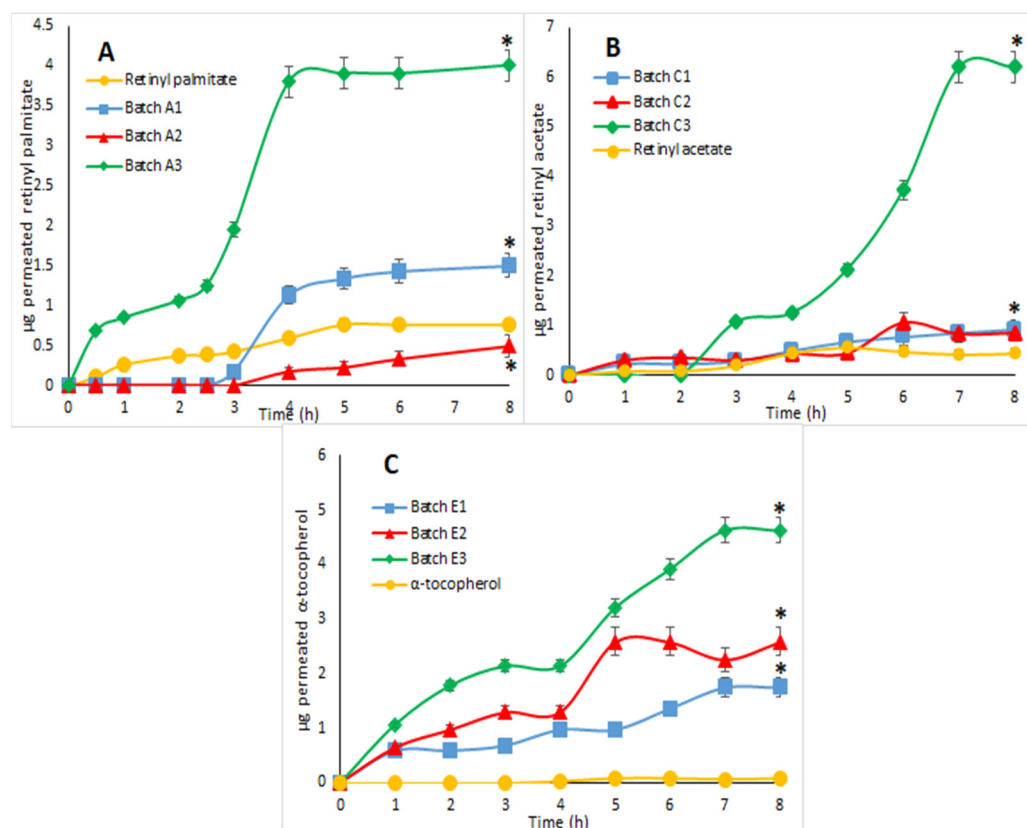 A
Retinyl palmitate
Batch A1
Batch A2
Batch A3
µg permeated retinyl palmitate
4.5
4
3.5
3
2.5
2
1.5
1
0.5
0
*
*
*
0 1 2 3 4 5 6 7 8
Time (h)
B
Batch C1
Batch C2
Batch C3
Retinyl acetate
µg permeated retinyl acetate
7
6
5
4
3
2
1
0
*
*
0 1 2 3 4 5 6 7 8
Time (h)
C
Batch E1
Batch E2
Batch E3
α-tocopherol
µg permeated α-tocopherol
6
5
4
3
2
1
0
*
*
*
0 1 2 3 4 5 6 7 8
Time (h)